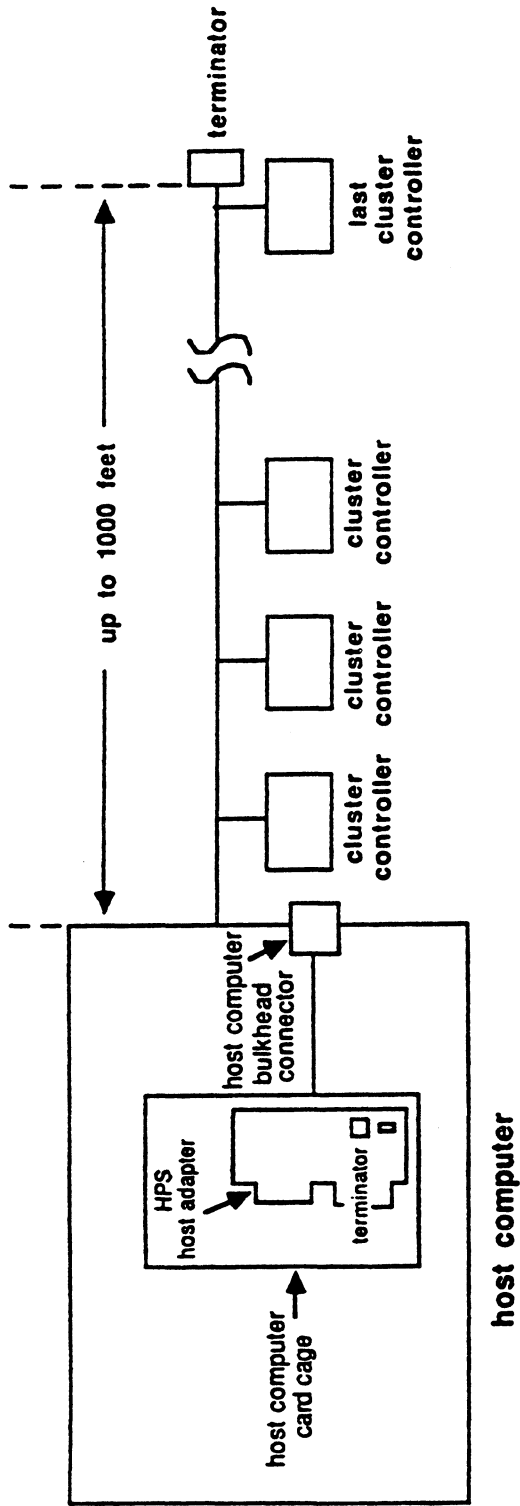 up to 1000 feet
terminator
HPS
host adapter
host computer
bulkhead
connector
terminator
host computer
card cage
cluster
controller
cluster
controller
cluster
controller
last
cluster
controller
host computer